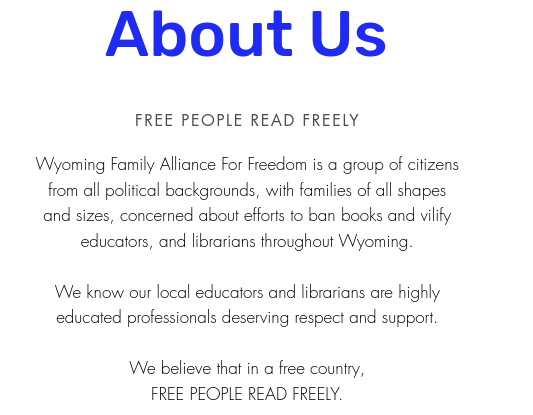 About Us
FREE PEOPLE READ FREELY
Wyoming Family Alliance For Freedom is a group of citizens
from all political backgrounds, with families of all shapes
and sizes, concerned about efforts to ban books and vilify
educators, and librarians throughout Wyoming.
We know our local educators and librarians are highly
educated professionals deserving respect and support.
We believe that in a free country,
FREE PEOPLE READ FREELY.